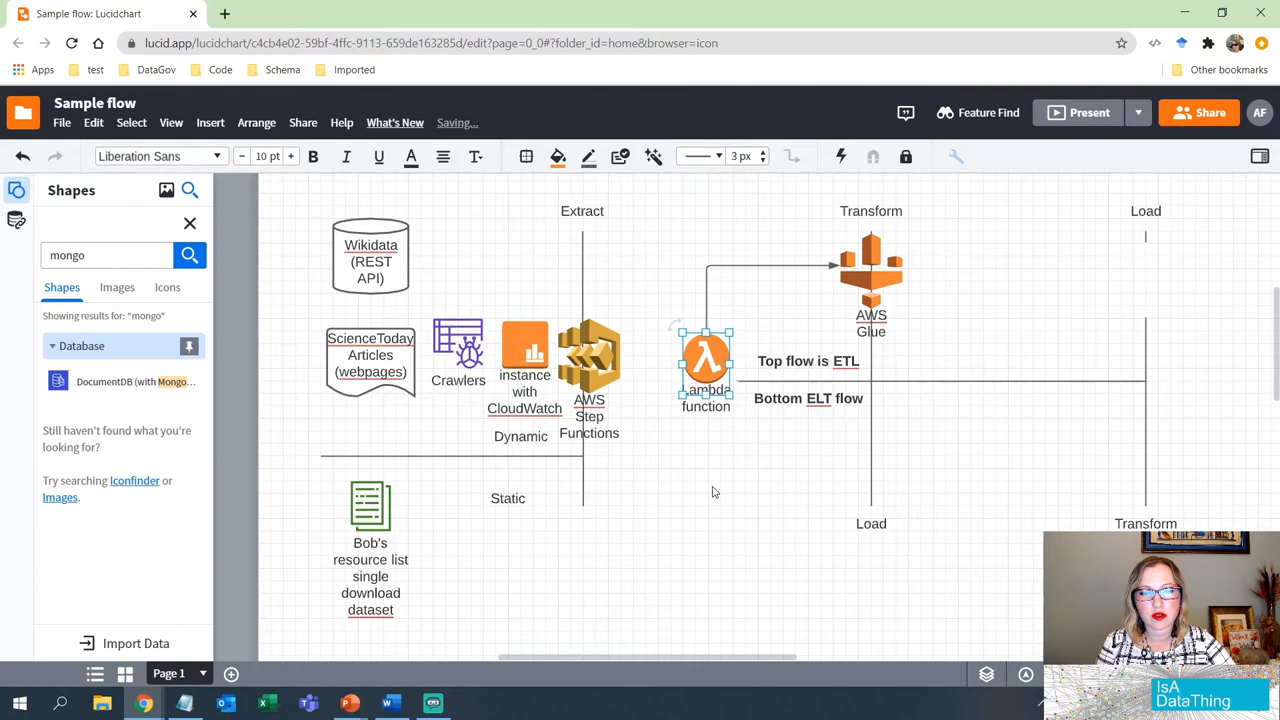 Sample flow: Lucidchart
lucid.app/lucidchart/c4cb4e02-59bf-4ffc-9113-659de163285d/edit?page=0_0#?folder_id=home&browser=icon
Apps test DataGov Code Schema Imported Other bookmarks
Sample flow
File Edit Select View Insert Arrange Share Help What's New Saving...
Feature Find Present Share AF
Liberation Sans 10 pt 3 px
Shapes
mongo
Shapes Images Icons
Showing results for: "mongo"
Database
DocumentDB (with Mongo...
Still haven't found what you're
looking for?
Try searching Iconfinder or
Images.
Import Data
Extract
Transform
Load
Wikidata
(REST
API)
ScienceToday
Articles
(webpages)
Crawlers
instance
with
CloudWatch
AWS
Step
Functions
Lambda
function
AWS
Glue
Top flow is ETL
Bottom ELT flow
Dynamic
Static
Load
Transform
Bob's
resource list
single
download
dataset
Page 1
IsA
DataThing